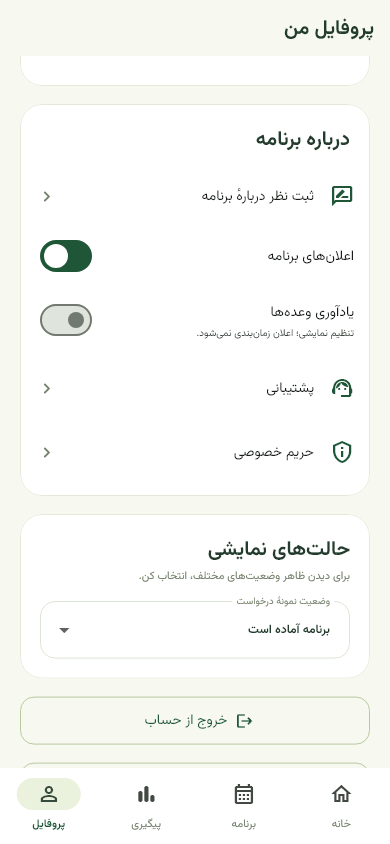 پروفایل من
درباره برنامه
ثبت نظر دربارهٔ برنامه
اعلان‌های برنامه
یادآوری وعده‌ها
تنظیم نمایشی؛ اعلان زمان‌بندی نمی‌شود.
پشتیبانی
حریم خصوصی
حالت‌های نمایشی
برای دیدن ظاهر وضعیت‌های مختلف، انتخاب کن.
وضعیت نمونهٔ درخواست
برنامه آماده است
خروج از حساب
خانه
برنامه
پیگیری
پروفایل